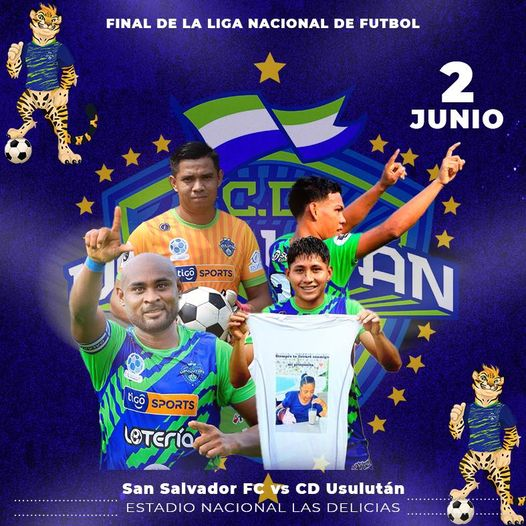 FINAL DE LA LIGA NACIONAL DE FUTBOL
2
JUNIO
C.D.
TIGO SPORTS
TIGO SPORTS
LOTERÍA
San Salvador FC vs CD Usulután
ESTADIO NACIONAL LAS DELICIAS